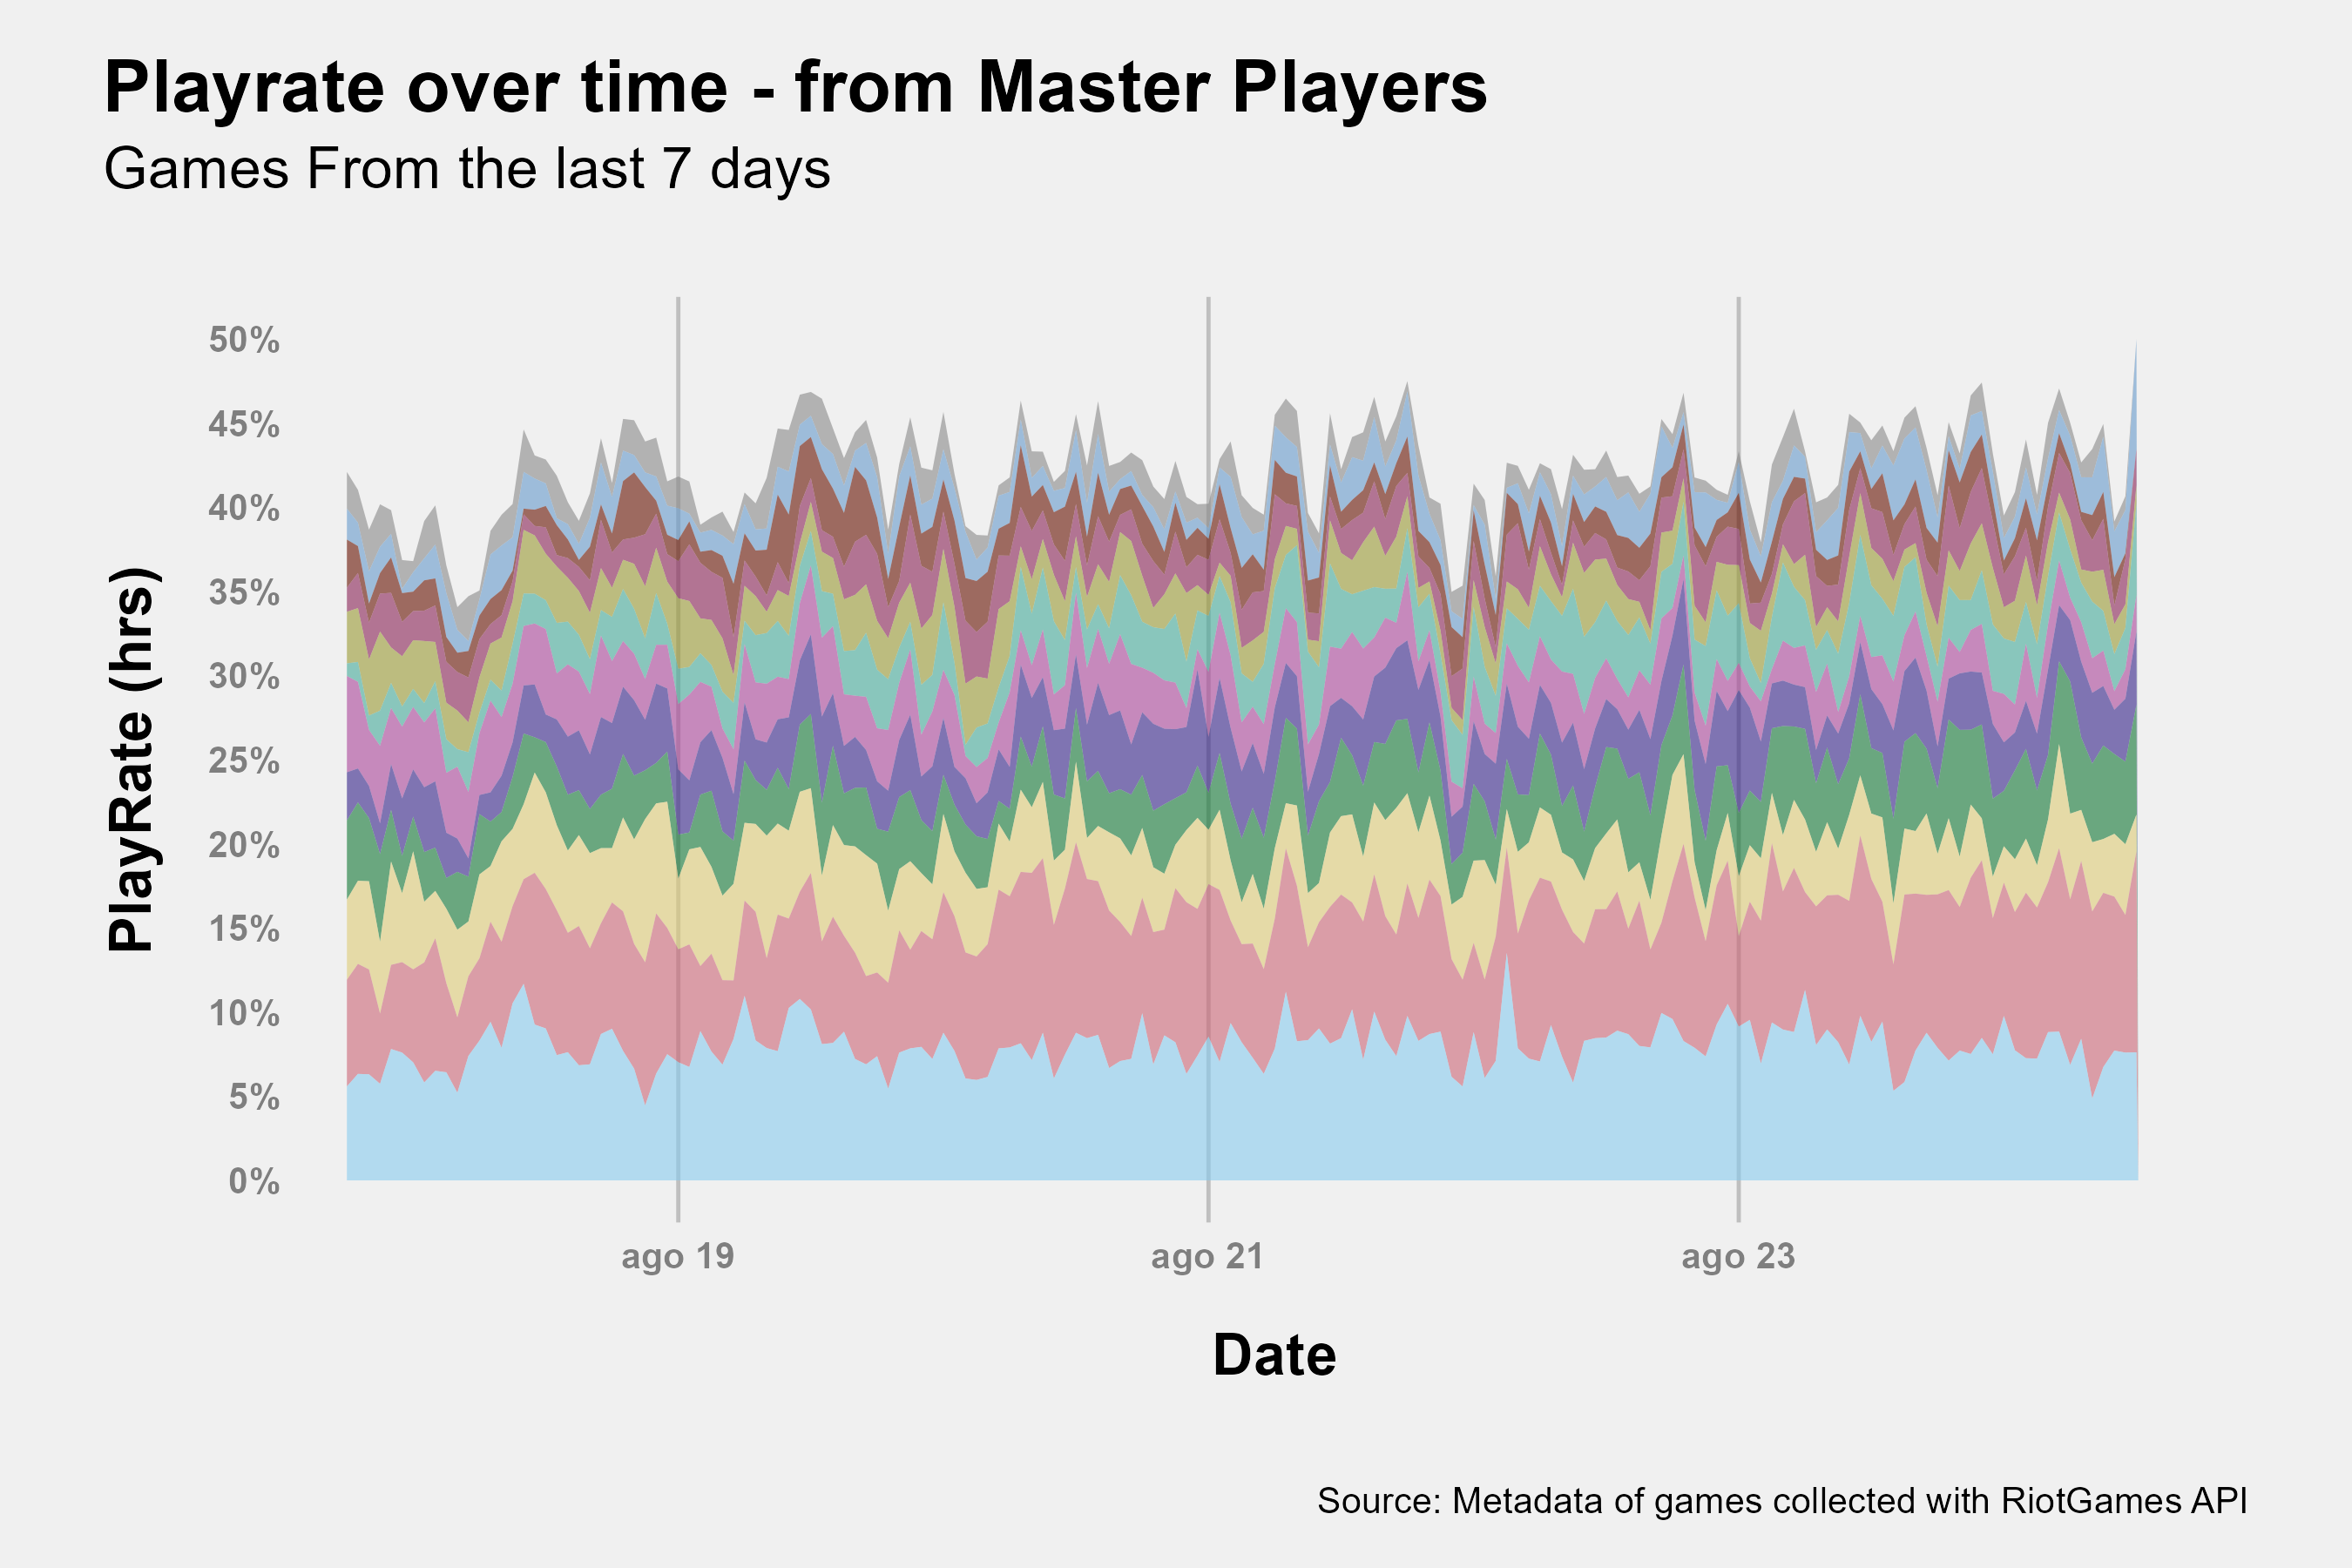 Playrate over time - from Master Players
Games From the last 7 days
PlayRate (hrs)
50%
45%
40%
35%
30%
25%
20%
15%
10%
5%
0%
ago 19
ago 21
ago 23
Date
Source: Metadata of games collected with RiotGames API